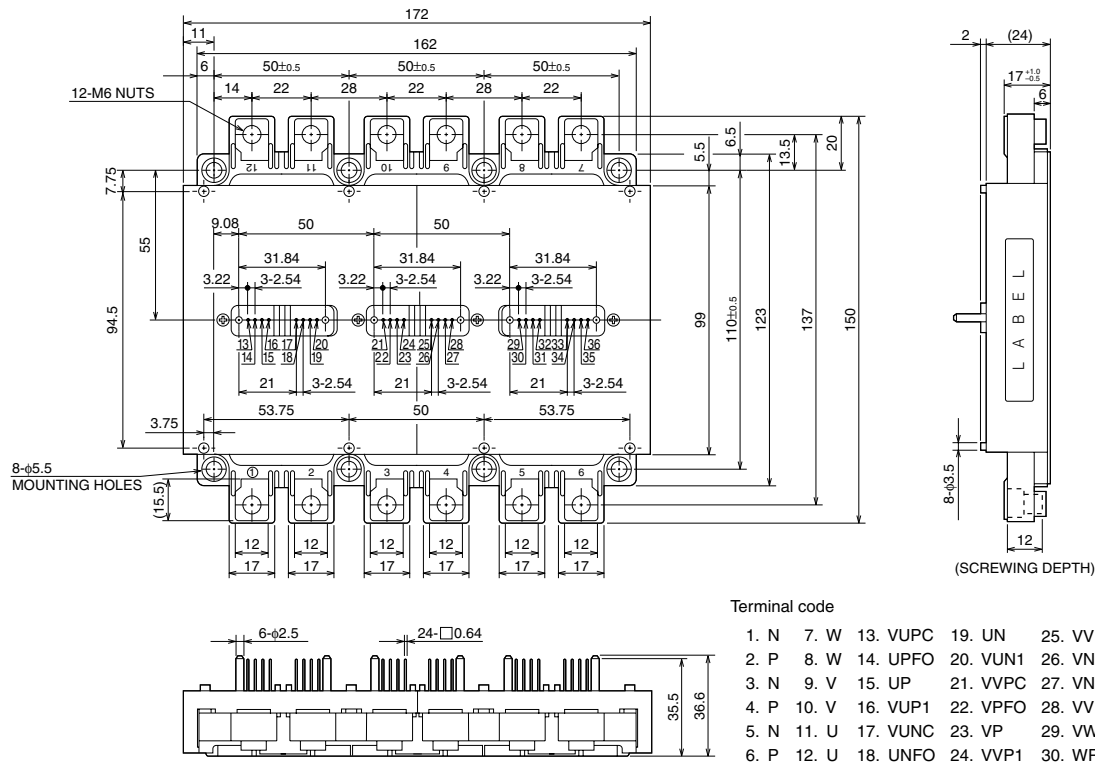 172
11
162
6
50±0.5 50±0.5 50±0.5
14 22 28 22 28 22
12-M6 NUTS
12 11 10 9 8 7
6.5
5.5
13.5
20
7.75
55
94.5
9.08 50 50
31.84 31.84 31.84
3.22 3-2.54 3.22 3-2.54 3.22 3-2.54
13 16 17 20 21 24 25 28 29 32 33 36
14 15 18 19 22 23 26 27 30 31 34 35
21 3-2.54 21 3-2.54 21 3-2.54
53.75 50 53.75
3.75
99
110±0.5
123
137
150
8-φ5.5
MOUNTING HOLES
1 2 3 4 5 6
(15.5)
12 12 12 12 12 12
17 17 17 17 17 17
2 (24)
17 +1.0 -0.5
6
LABEL
8-φ3.5
12
(SCREWING DEPTH)
6-φ2.5 24-□0.64
35.5
36.6
Terminal code
1. N 7. W 13. VUPC 19. UN 25. VV
2. P 8. W 14. UPFO 20. VUN1 26. VN
3. N 9. V 15. UP 21. VVPC 27. VN
4. P 10. V 16. VUP1 22. VPFO 28. VV
5. N 11. U 17. VUNC 23. VP 29. VW
6. P 12. U 18. UNFO 24. VVP1
30.